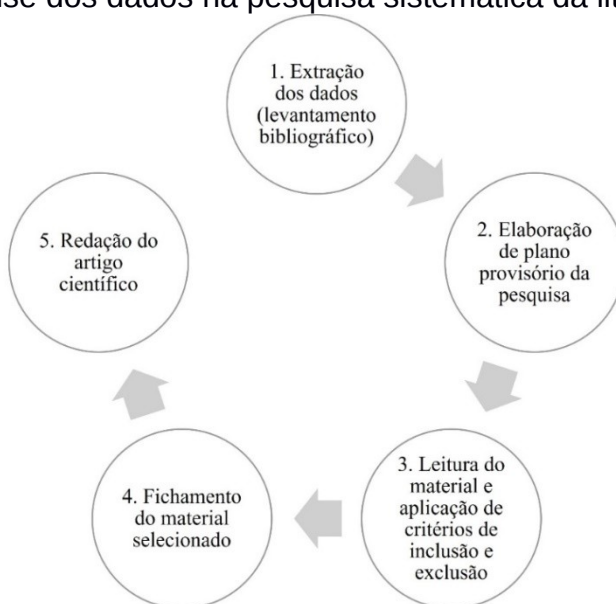 dos dados na pesquisa sistemática da
1. Extração
dos dados
(levantamento
bibliográfico)
2. Elaboração
de plano
provisório da
pesquisa
3. Leitura do
material e
aplicação de
critérios de
inclusão e
exclusão
4. Fichamento
do material
selecionado
5. Redação do
artigo
científico